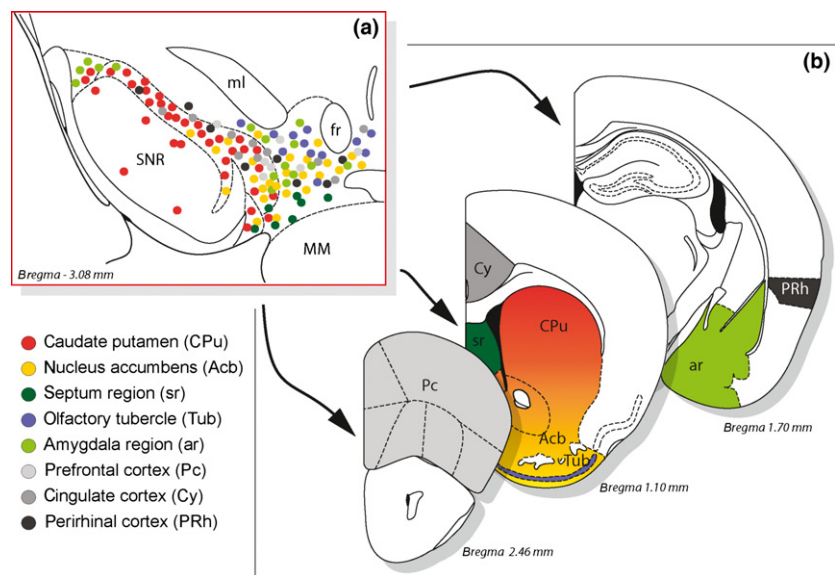 (a)
ml
fr
SNR
MM
Bregma - 3.08 mm
(b)
Cy
CPu
sr
PRh
ar
Pc
Acb
Tub
Bregma 1.70 mm
Bregma 1.10 mm
Bregma 2.46 mm
Caudate putamen (CPu)
Nucleus accumbens (Acb)
Septum region (sr)
Olfactory tubercle (Tub)
Amygdala region (ar)
Prefrontal cortex (Pc)
Cingulate cortex (Cy)
Perirhinal cortex (PRh)